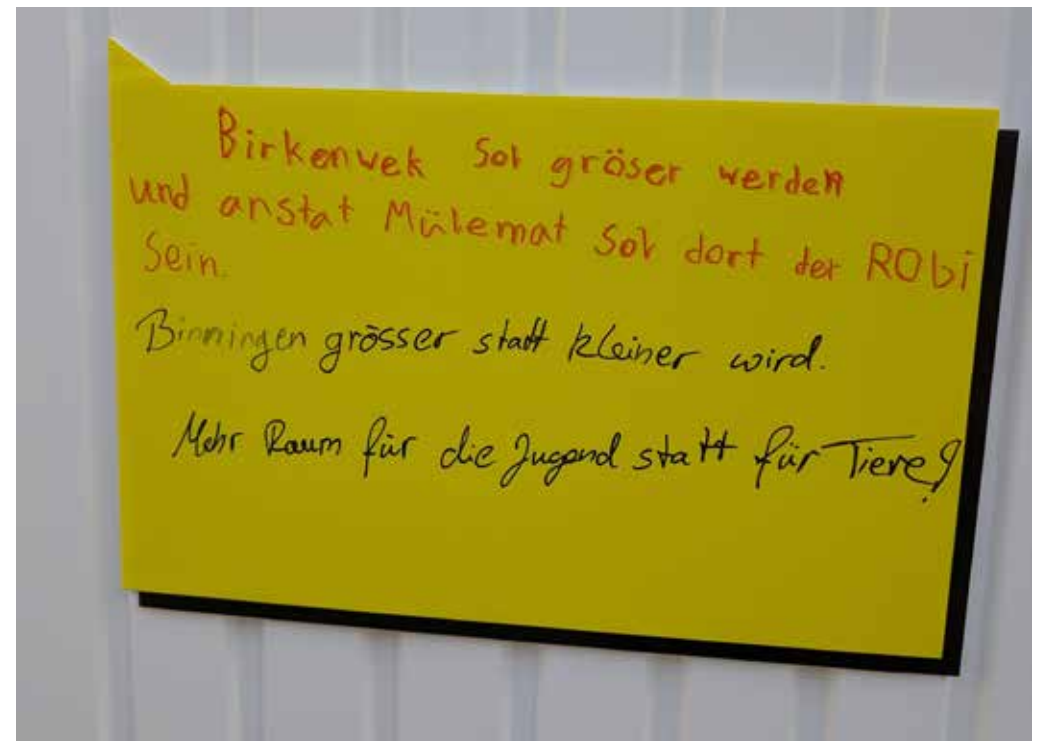 Birkenwek Sol gröser werden
und anstat Mülemat Sol dort der RObi
Sein.
Binningen grösser statt kleiner wird.
Mehr Raum für die Jugend statt für Tiere!